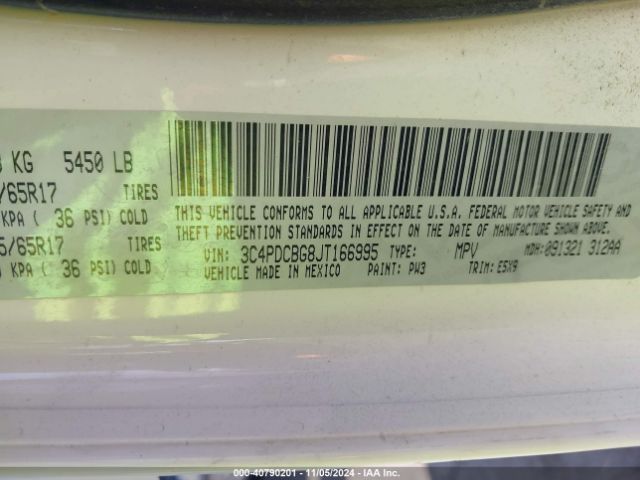 KG 5450 LB
/65R17 TIRES
KPA ( 36 PSI) COLD
5/65R17 TIRES
KPA ( 36 PSI) COLD
THIS VEHICLE CONFORMS TO ALL APPLICABLE U.S.A. FEDERAL MOTOR VEHICLE SAFETY AND
THEFT PREVENTION STANDARDS IN EFFECT ON THE DATE OF MANUFACTURE SHOWN ABOVE.
VIN: 3C4PDCBG8JT166995 TYPE: MPV MDH: 091321 312AA
VEHICLE MADE IN MEXICO PAINT: PW3 TRIM: E5X9
000-40790201 - 11/05/2024 - IAA Inc.